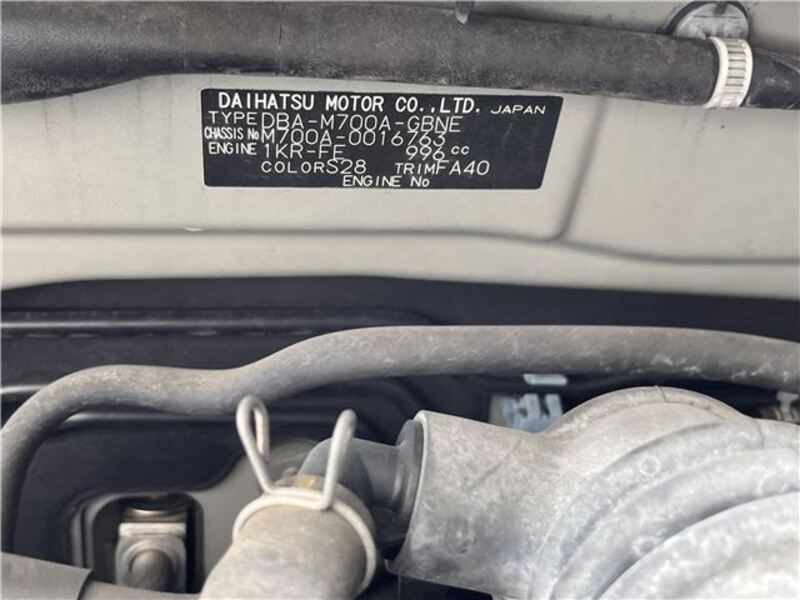 DAIHATSU MOTOR CO.,LTD. JAPAN
TYPE DBA-M700A-GBNE
CHASSIS No M700A-0016763
ENGINE 1KR-FE 996 cc
COLOR S28 TRIM FA40
ENGINE No